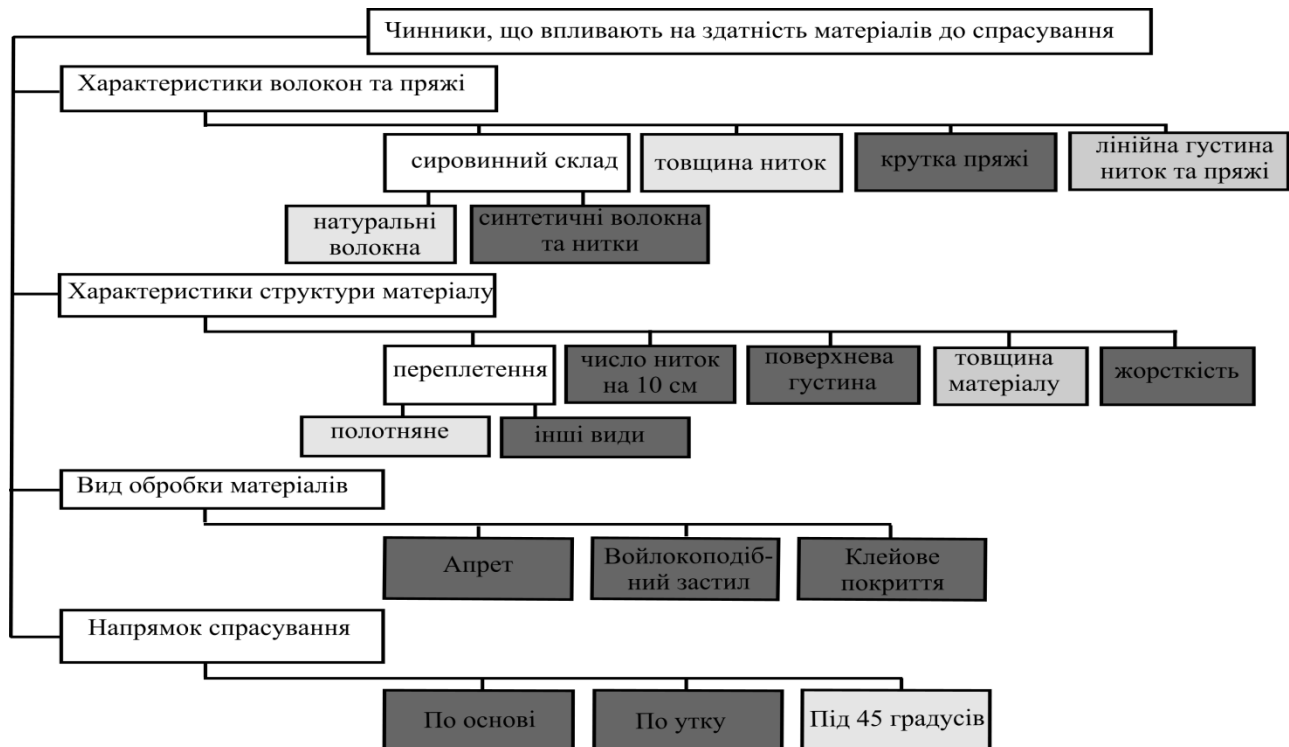 Чинники, що впливають на здатність матеріалів до спрасування
Характеристики волокон та пряжі
сировинний склад
товщина ниток
крутка пряжі
лінійна густина
ниток та пряжі
натуральні
волокна
синтетичні волокна
та нитки
Характеристики структури матеріалу
переплетення
число ниток
на 10 см
поверхнева
густина
товщина
матеріалу
жорсткість
полотняне
інші види
Вид обробки матеріалів
Апрет
Войлокоподіб-
ний застил
Клейове
покриття
Напрямок спрасування
По основі
По утку
Під 45 градусів